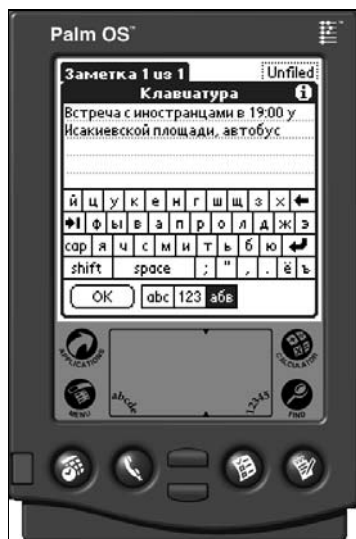 Palm OS™
Заметка 1 из 1 Unfiled
Клавиатура
Встреча с иностранцами в 19:00 у
Исакиевской площади, автобус
й ц у к е н г ш щ з х
ф ы в а п р о л д ж э
cap я ч с м и т ь б ю
shift space ; " , . ё ъ
OK abc 123 абв
APPLICATIONS CALCULATOR
MENU abcde 12345 FIND